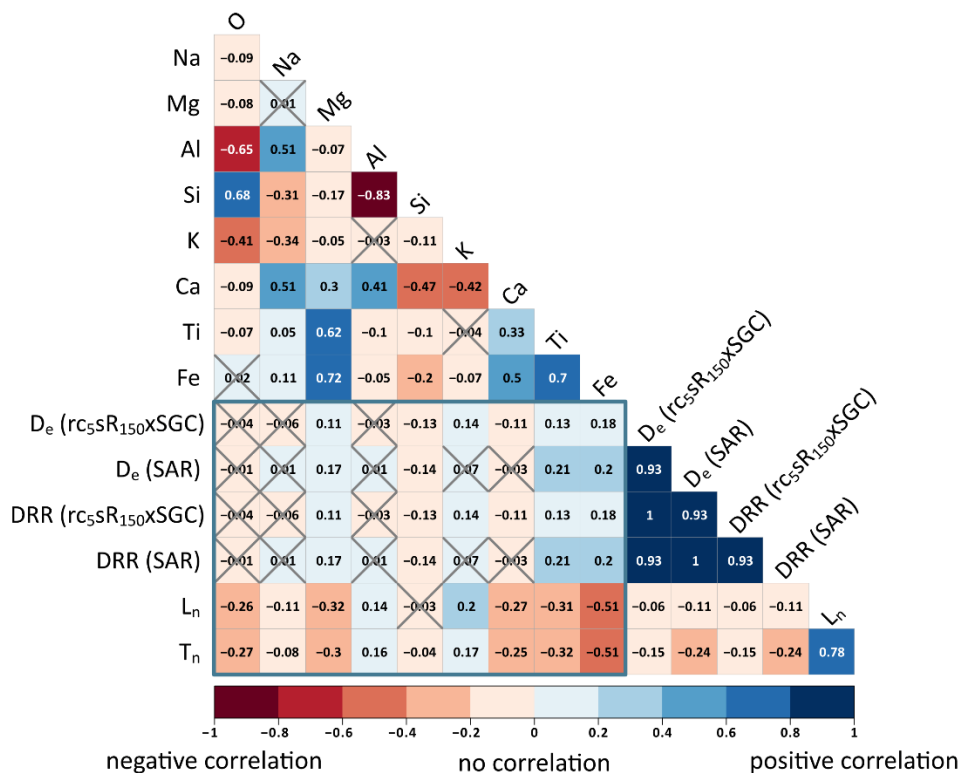 O
Na −0.09 Na
Mg −0.08 0.01 Mg
Al −0.65 0.51 −0.07 Al
Si 0.68 −0.31 −0.17 −0.83 Si
K −0.41 −0.34 −0.05 −0.03 −0.11 K
Ca −0.09 0.51 0.3 0.41 −0.47 −0.42 Ca
Ti −0.07 0.05 0.62 −0.1 −0.1 −0.04 0.33 Ti
Fe 0.02 0.11 0.72 −0.05 −0.2 −0.07 0.5 0.7 Fe
Dₑ (rc₅sR₁₅₀xSGC) −0.04 −0.06 0.11 −0.03 −0.13 0.14 −0.11 0.13 0.18 Dₑ (rc₅sR₁₅₀xSGC)
Dₑ (SAR) −0.01 0.01 0.17 0.01 −0.14 0.07 −0.03 0.21 0.2 0.93 Dₑ (SAR)
DRR (rc₅sR₁₅₀xSGC) −0.04 −0.06 0.11 −0.03 −0.13 0.14 −0.11 0.13 0.18 1 0.93 DRR (rc₅sR₁₅₀xSGC)
DRR (SAR) −0.01 0.01 0.17 0.01 −0.14 0.07 −0.03 0.21 0.2 0.93 1 0.93 DRR (SAR)
Lₙ −0.26 −0.11 −0.32 0.14 −0.03 0.2 −0.27 −0.31 −0.51 −0.06 −0.11 −0.06 −0.11 Lₙ
Tₙ −0.27 −0.08 −0.3 0.16 −0.04 0.17 −0.25 −0.32 −0.51 −0.15 −0.24 −0.15 −0.24 0.78
−1 −0.8 −0.6 −0.4 −0.2 0 0.2 0.4 0.6 0.8 1
negative correlation no correlation positive correlation